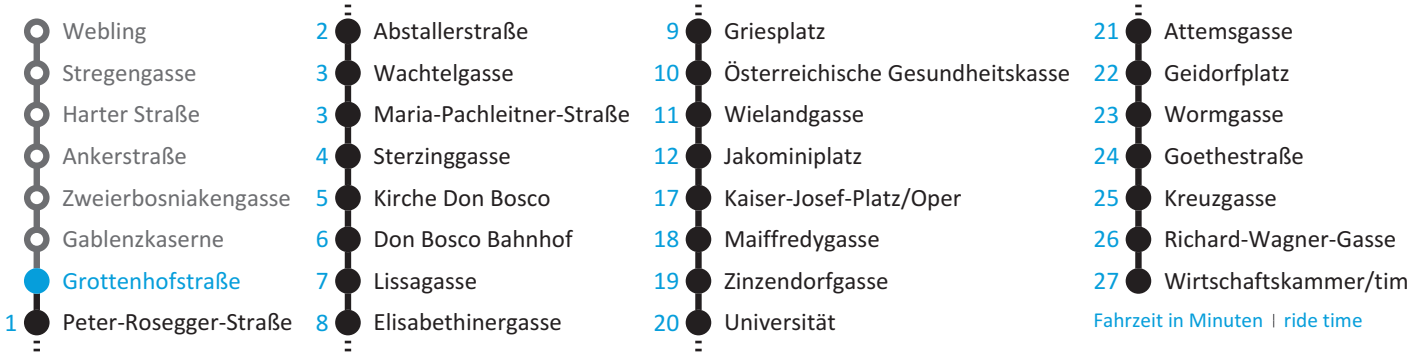 Webling
Stregengasse
Harter Straße
Ankerstraße
Zweierbosniakengasse
Gablenzkaserne
Grottenhofstraße
1 Peter-Rosegger-Straße
2 Abstallerstraße
3 Wachtelgasse
3 Maria-Pachleitner-Straße
4 Sterzinggasse
5 Kirche Don Bosco
6 Don Bosco Bahnhof
7 Lissagasse
8 Elisabethinergasse
9 Griesplatz
10 Österreichische Gesundheitskasse
11 Wielandgasse
12 Jakominiplatz
17 Kaiser-Josef-Platz/Oper
18 Maiffredygasse
19 Zinzendorfgasse
20 Universität
21 Attemsgasse
22 Geidorfplatz
23 Wormgasse
24 Goethestraße
25 Kreuzgasse
26 Richard-Wagner-Gasse
27 Wirtschaftskammer/tim
Fahrzeit in Minuten | ride time